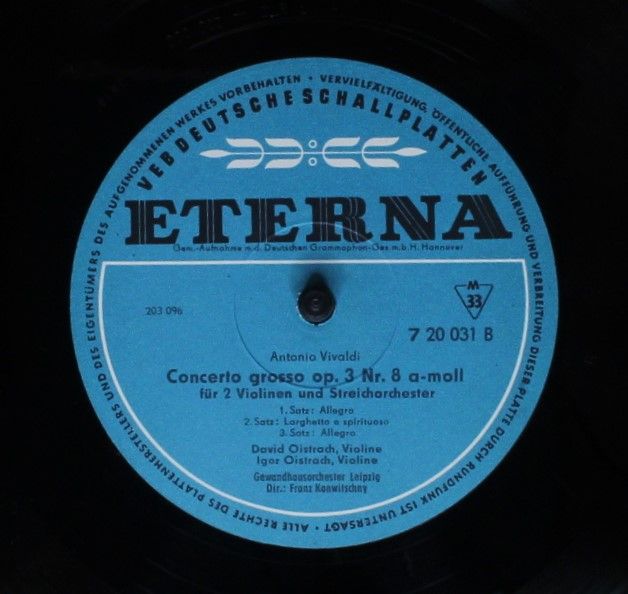 ALLE RECHTE DES PLATTENHERSTELLERS UND DES EIGENTÜMERS DES AUFGENOMMENEN WERKES VORBEHALTEN • VERVIELFÄLTIGUNG, ÖFFENTLICHE AUFFÜHRUNG UND VERBREITUNG DIESER PLATTE DURCH RUNDFUNK IST UNTERSAGT •
VEB DEUTSCHE SCHALLPLATTEN
ETERNA
Gem.-Aufnahme m.d. Deutschen Grammophon-Ges.m.b.H. Hannover
M
33
203 096
7 20 031 B
Antonio Vivaldi
Concerto grosso op. 3 Nr. 8 a-moll
für 2 Violinen und Streichorchester
1. Satz: Allegro
2. Satz: Larghetto e spirituoso
3. Satz: Allegro
David Oistrach, Violine
Igor Oistrach, Violine
Gewandhausorchester Leipzig
Dir.: Franz Konwitschny